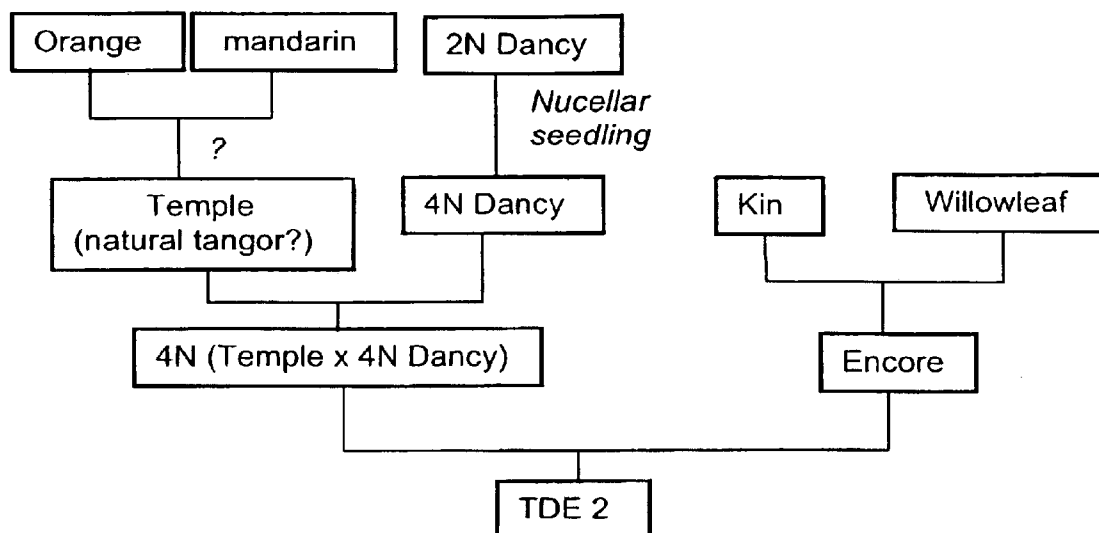 Orange
mandarin
2N Dancy
Nucellar
seedling
?
Temple
(natural tangor?)
4N Dancy
Kin
Willowleaf
4N (Temple x 4N Dancy)
Encore
TDE 2